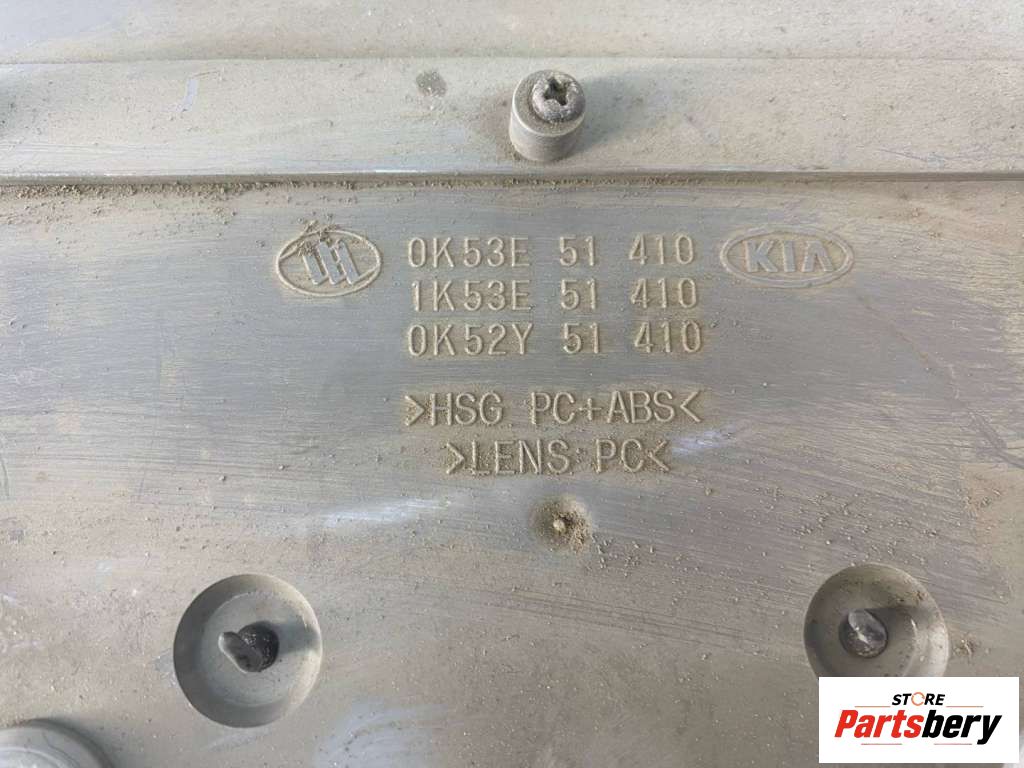 0K53E 51 410 KIA
1K53E 51 410
0K52Y 51 410
>HSG PC+ABS<
>LENS PC<
STORE
Partsbery